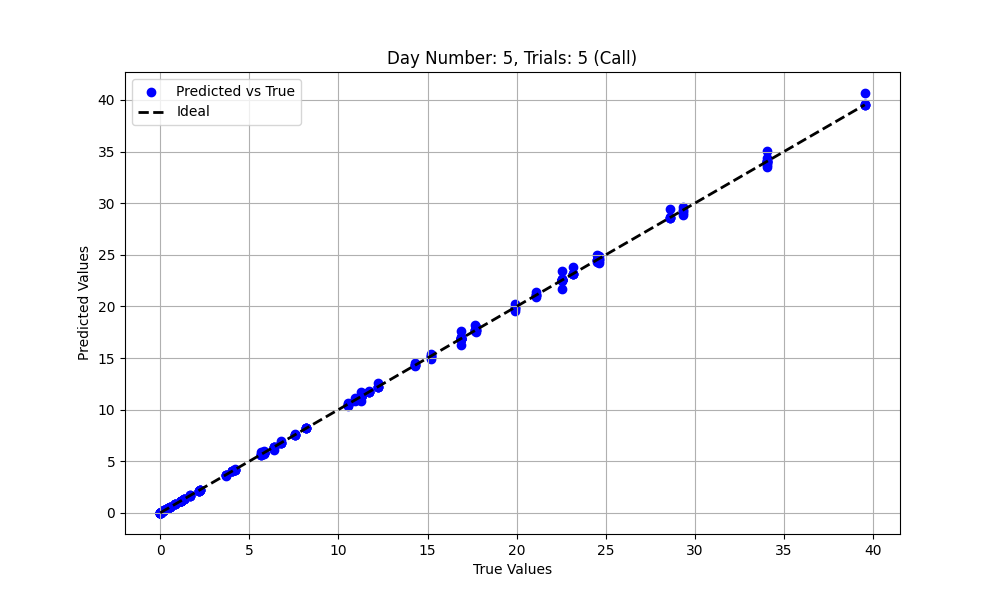 Day Number: 5, Trials: 5 (Call)
Predicted vs True
Ideal
Predicted Values
40
35
30
25
20
15
10
5
0
0 5 10 15 20 25 30 35 40
True Values